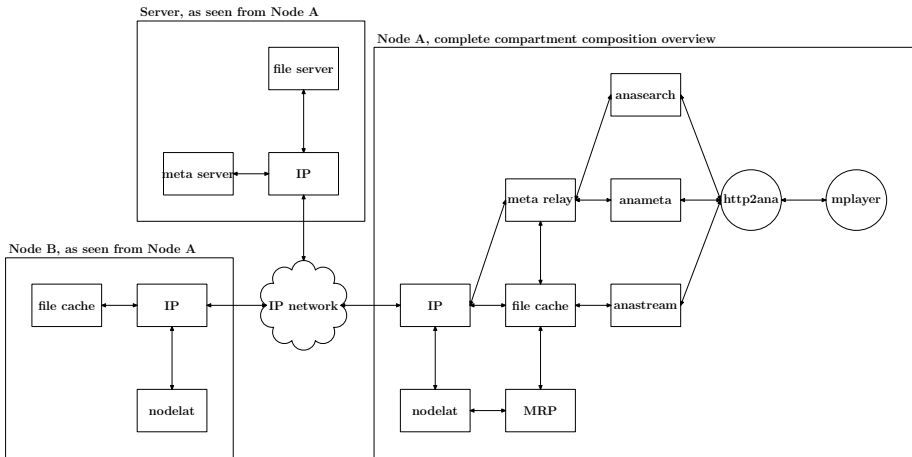 Server, as seen from Node A
file server
meta server
IP
Node A, complete compartment composition overview
anasearch
meta relay
anameta
http2ana
mplayer
Node B, as seen from Node A
file cache
IP
IP network
IP
file cache
anastream
nodelat
nodelat
MRP